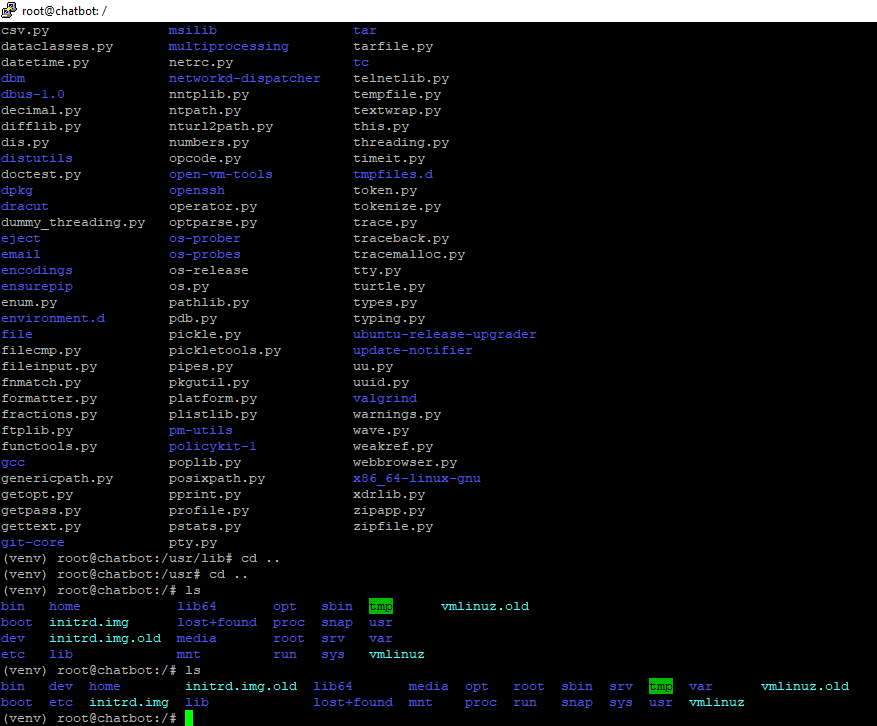 root@chatbot: /
csv.py msilib tar
dataclasses.py multiprocessing tarfile.py
datetime.py netrc.py tc
dbm networkd-dispatcher telnetlib.py
dbus-1.0 nntplib.py tempfile.py
decimal.py ntpath.py textwrap.py
difflib.py nturl2path.py this.py
dis.py numbers.py threading.py
distutils opcode.py timeit.py
doctest.py open-vm-tools tmpfiles.d
dpkg openssh token.py
dracut operator.py tokenize.py
dummy_threading.py optparse.py trace.py
eject os-prober traceback.py
email os-probes tracemalloc.py
encodings os-release tty.py
ensurepip os.py turtle.py
enum.py pathlib.py types.py
environment.d pdb.py typing.py
file pickle.py ubuntu-release-upgrader
filecmp.py pickletools.py update-notifier
fileinput.py pipes.py uu.py
fnmatch.py pkgutil.py uuid.py
formatter.py platform.py valgrind
fractions.py plistlib.py warnings.py
ftplib.py pm-utils wave.py
functools.py policykit-1 weakref.py
gcc poplib.py webbrowser.py
genericpath.py posixpath.py x86_64-linux-gnu
getopt.py pprint.py xdrlib.py
getpass.py profile.py zipapp.py
gettext.py pstats.py zipfile.py
git-core pty.py
(venv) root@chatbot:/usr/lib# cd ..
(venv) root@chatbot:/usr# cd ..
(venv) root@chatbot:/# ls
bin home lib64 opt sbin tmp vmlinuz.old
boot initrd.img lost+found proc snap usr
dev initrd.img.old media root srv var
etc lib mnt run sys vmlinuz
(venv) root@chatbot:/# ls
bin dev home initrd.img.old lib64 media opt root sbin srv tmp var vmlinuz.old
boot etc initrd.img lib lost+found mnt proc run snap sys usr vmlinuz
(venv) root@chatbot:/#